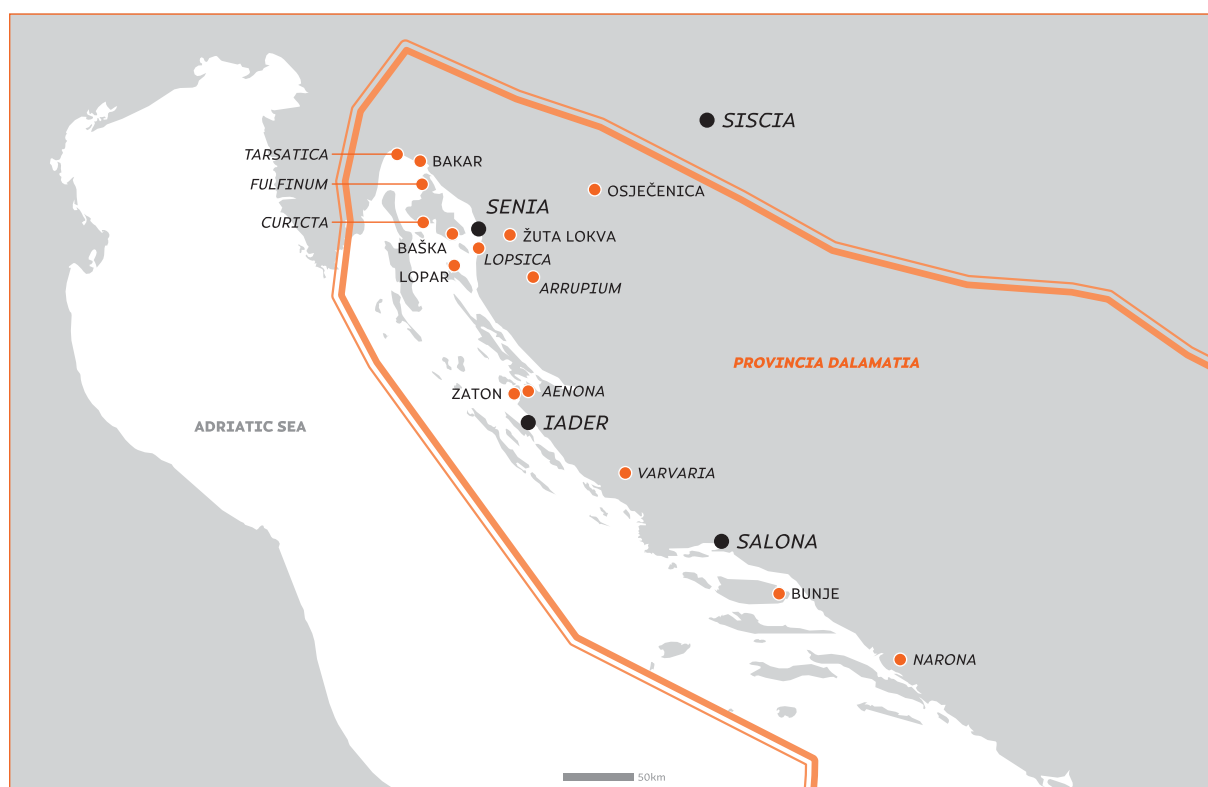 SISCIA
TARSATICA
BAKAR
FULFINUM
OSJEČENICA
SENIA
CURICTA
ŽUTA LOKVA
BAŠKA
LOPSICA
LOPAR
ARRUPIUM
PROVINCIA DALAMATIA
ZATON
AENONA
IADER
ADRIATIC SEA
VARVARIA
SALONA
BUNJE
NARONA
50km